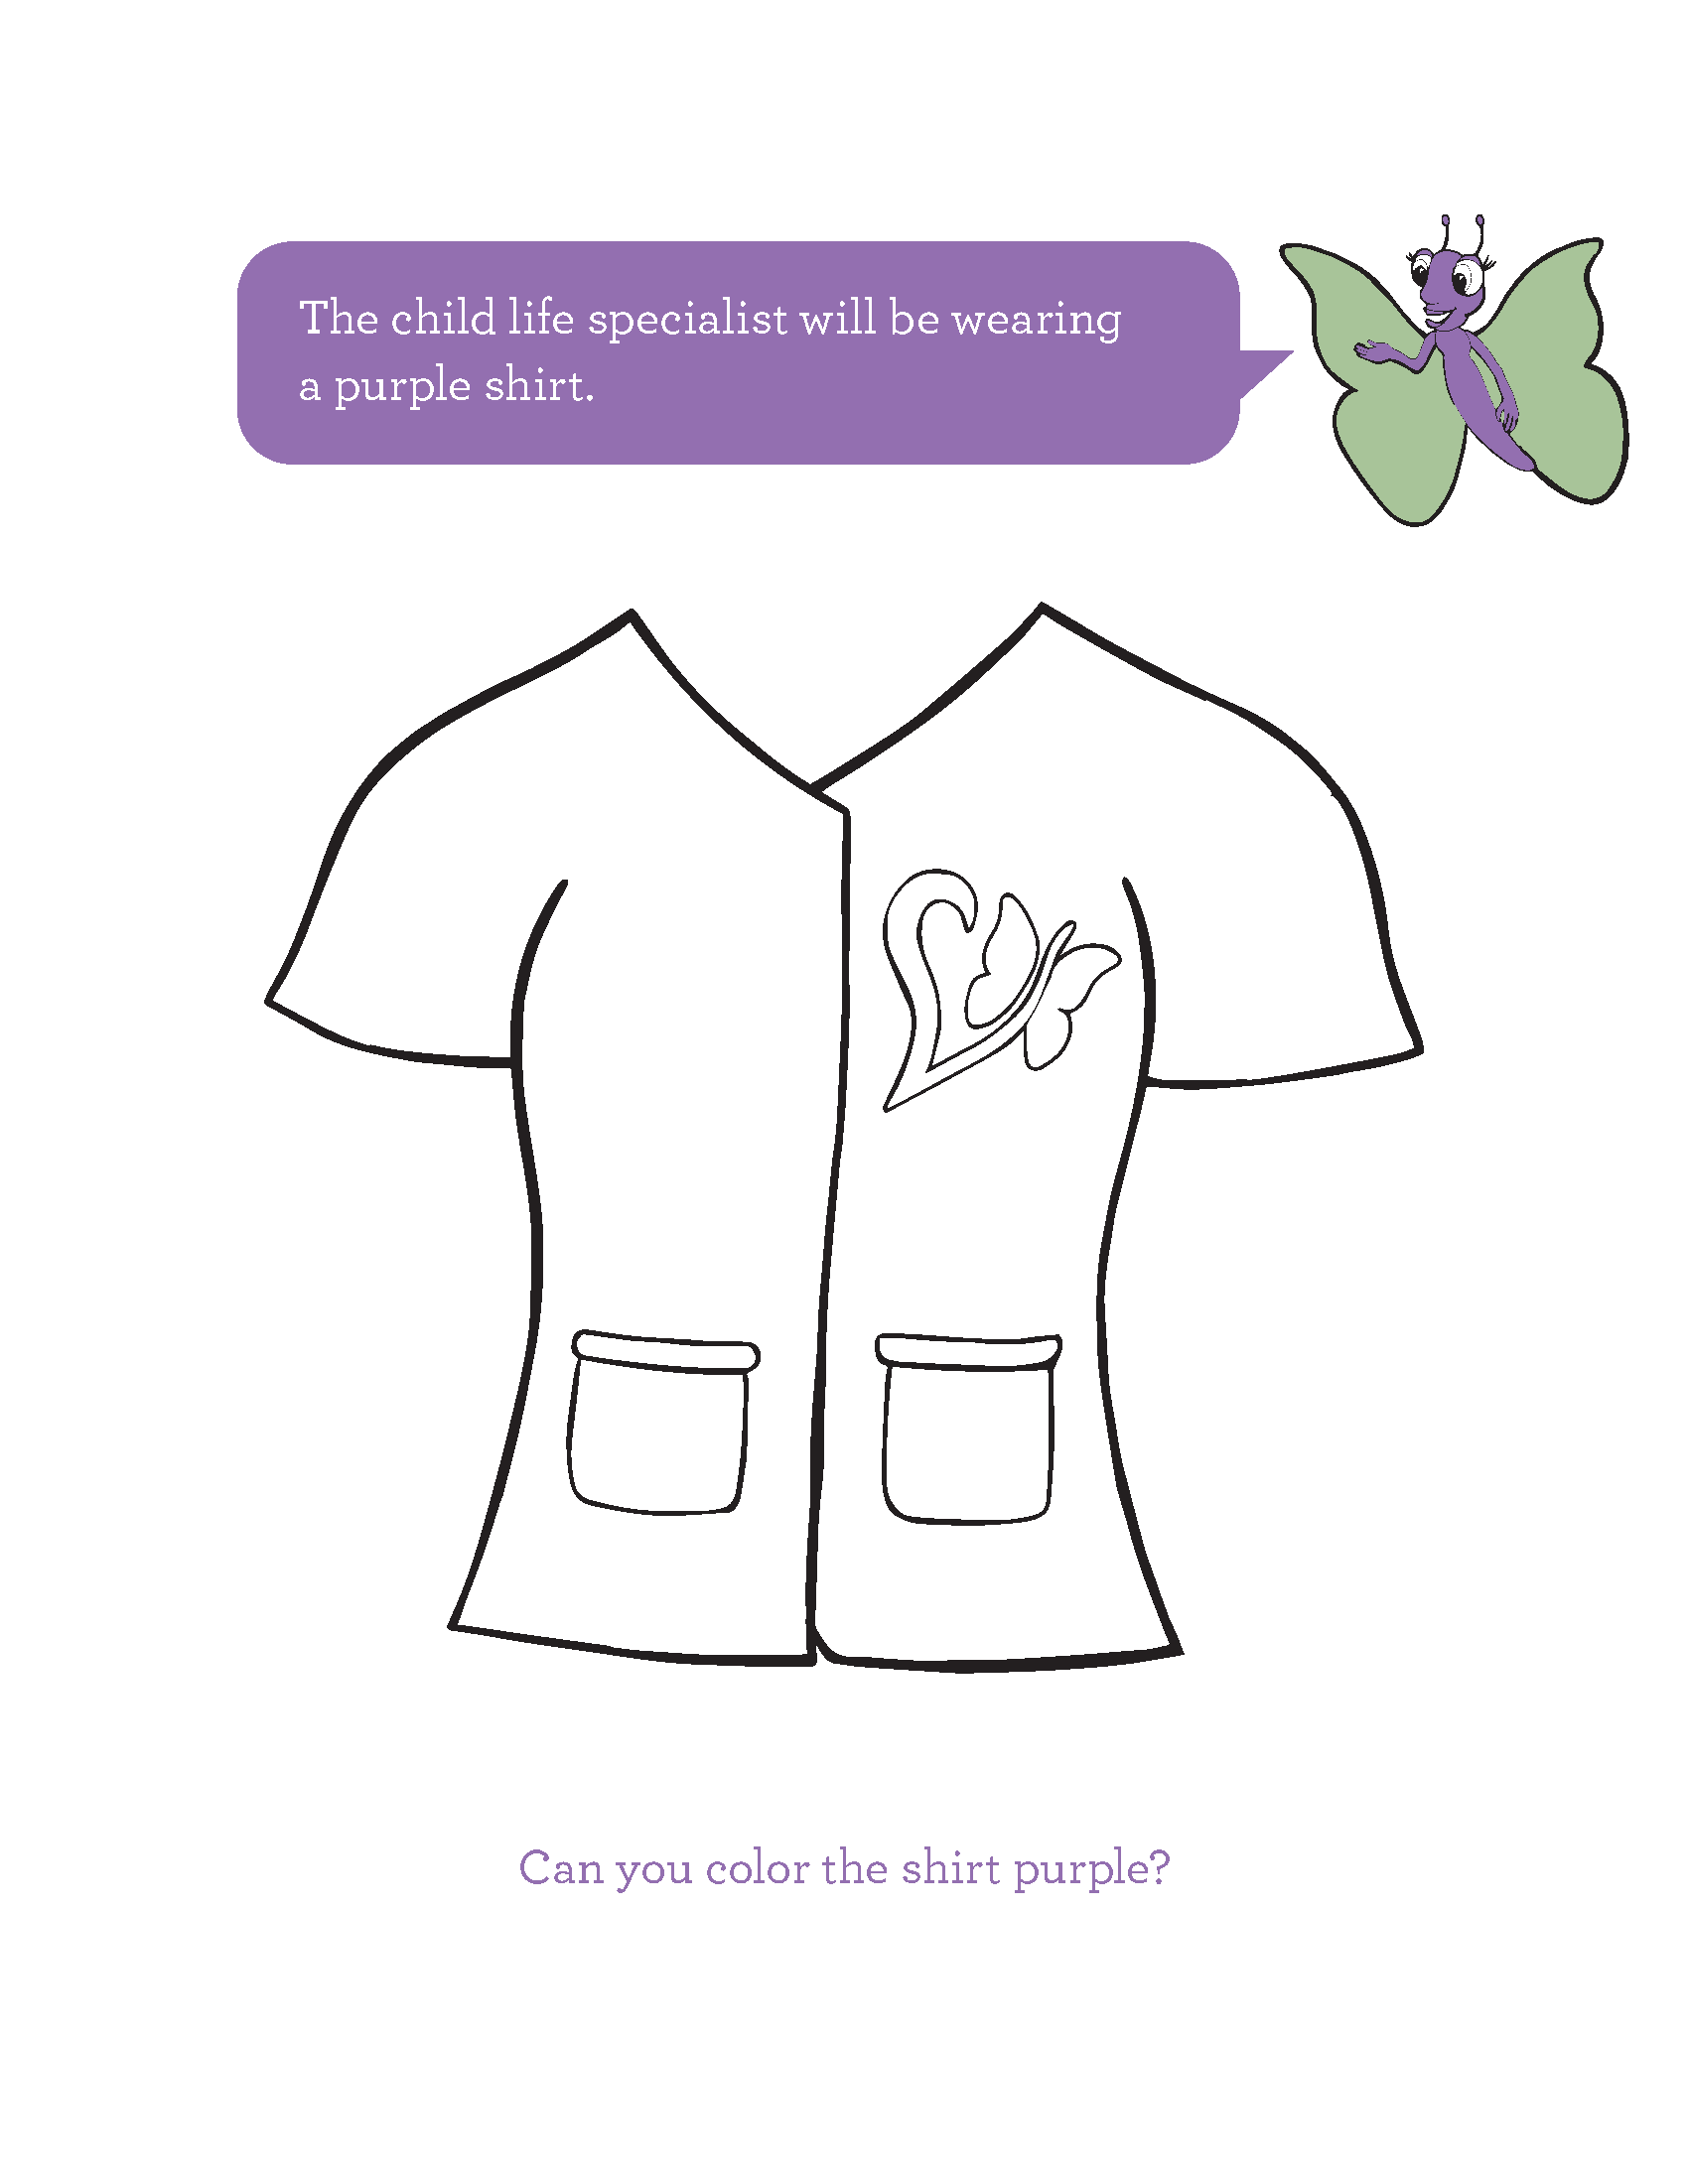 The child life specialist will be wearing
a purple shirt.
Can you color the shirt purple?